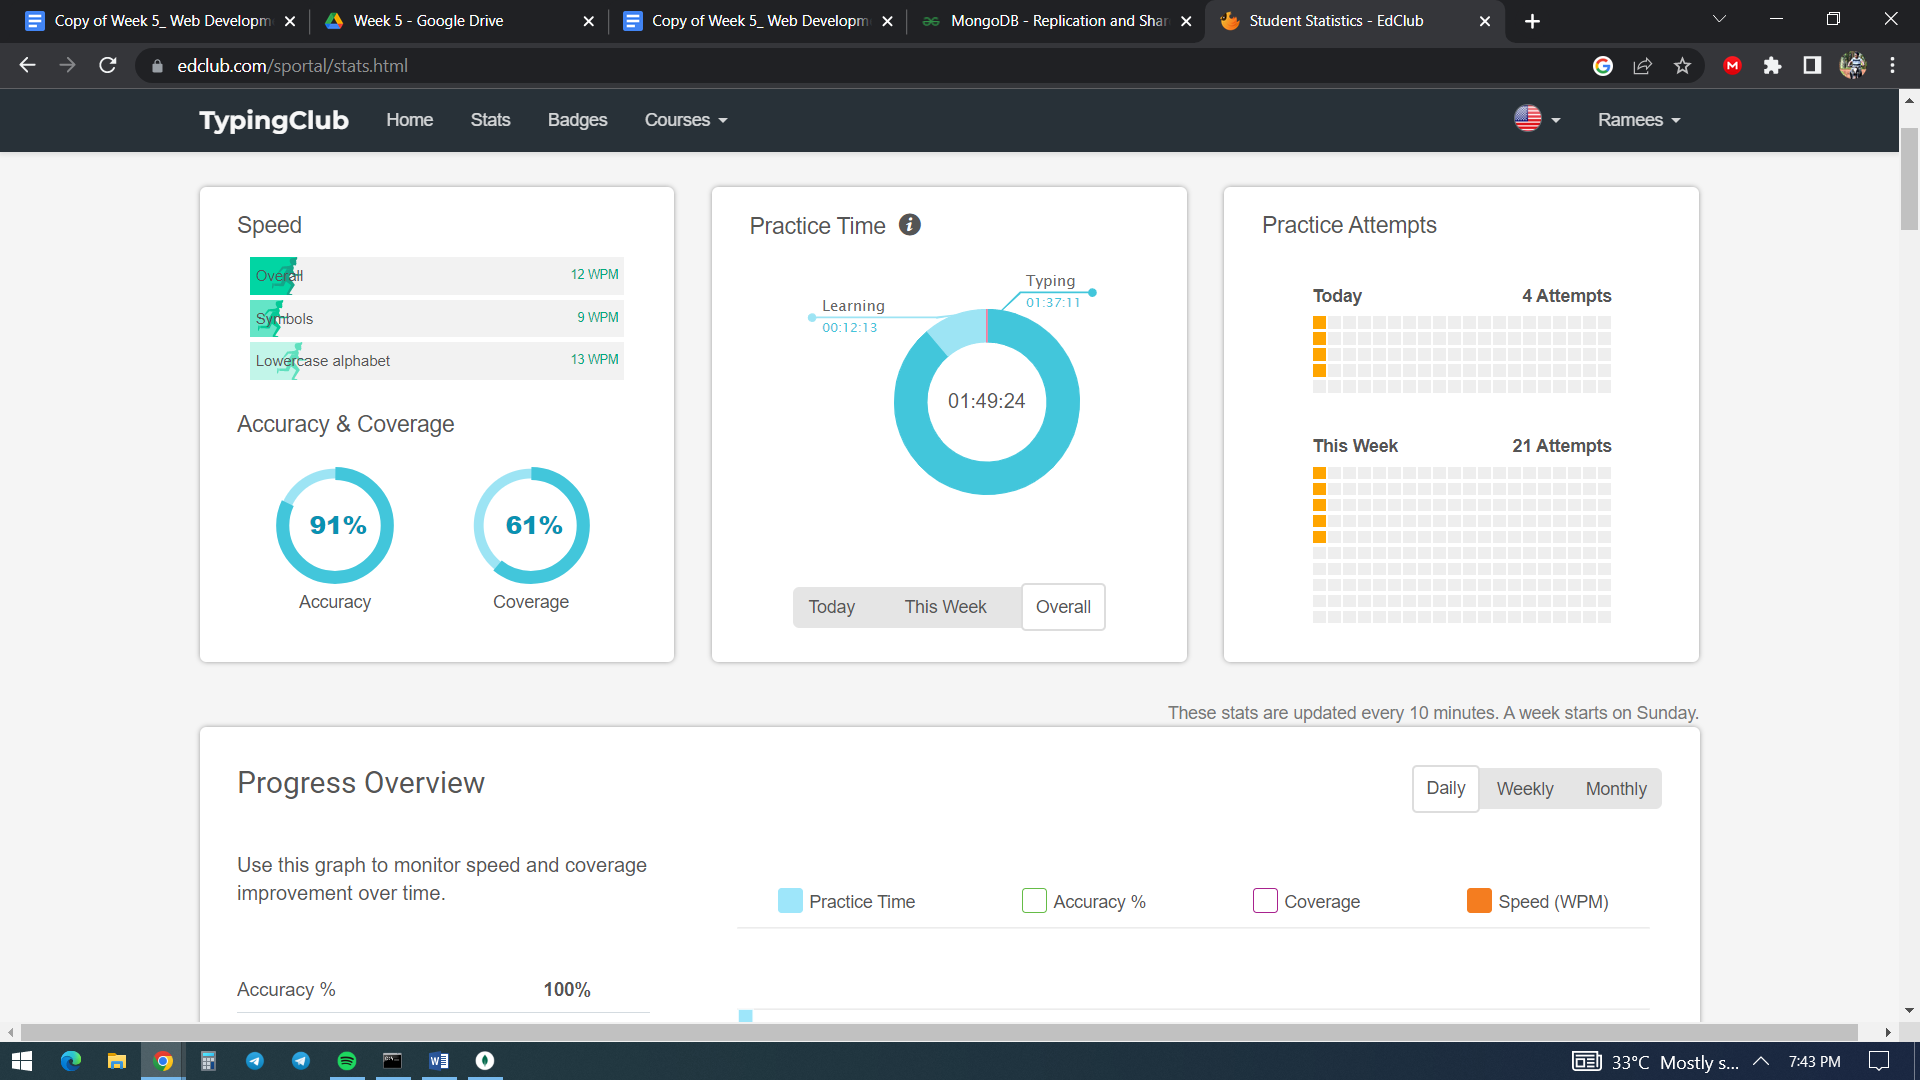 Copy of Week 5_ Web Developm
Week 5 - Google Drive
Copy of Week 5_ Web Developm
MongoDB - Replication and Sha
Student Statistics - EdClub
edclub.com/sportal/stats.html
TypingClub
Home
Stats
Badges
Courses
Ramees
Speed
Overall
12 WPM
Symbols
9 WPM
Lowercase alphabet
13 WPM
Accuracy & Coverage
91%
61%
Accuracy
Coverage
Practice Time
Typing
01:37:11
Learning
00:12:13
01:49:24
Today
This Week
Overall
Practice Attempts
Today
4 Attempts
This Week
21 Attempts
These stats are updated every 10 minutes. A week starts on Sunday.
Progress Overview
Daily
Weekly
Monthly
Use this graph to monitor speed and coverage
improvement over time.
Practice Time
Accuracy %
Coverage
Speed (WPM)
Accuracy %
100%
33°C Mostly s...
7:43 PM